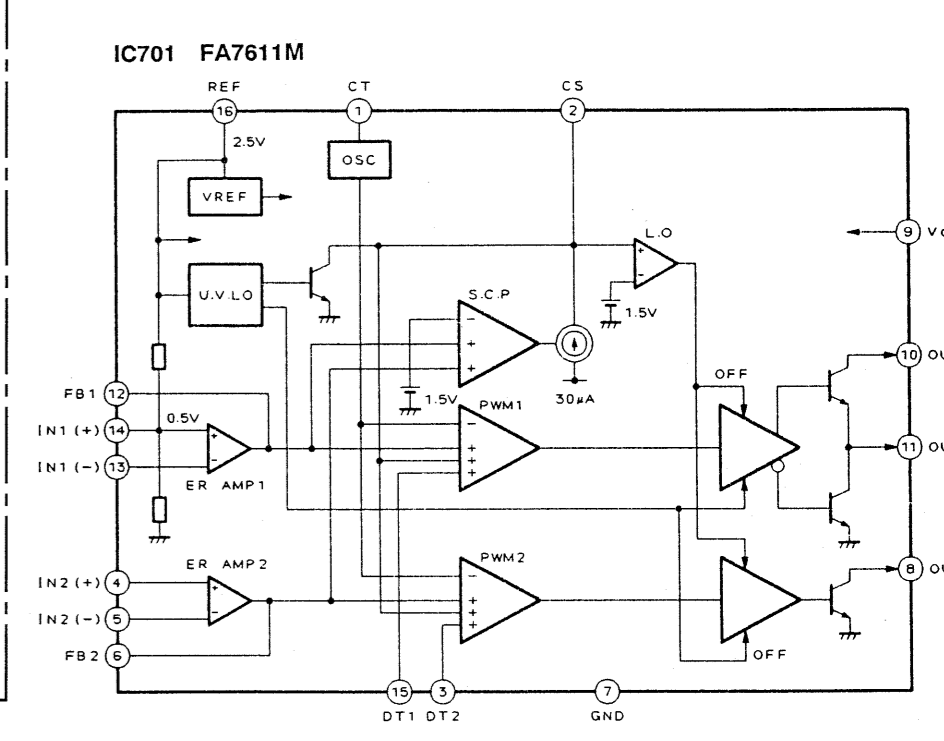 IC701 FA7611M
REF CT CS
16 1 2
2.5V
OSC
VREF
L.O
9
U.V.LO
S.C.P
1.5V
10
OFF
30μA
FB1 12
1.5V PWM1
IN1(+) 14 0.5V
11
IN1(-) 13
ER AMP1
ER AMP2 PWM2
IN2(+) 4
8
IN2(-) 5
FB2 6
OFF
15 3 7
DT1 DT2 GND